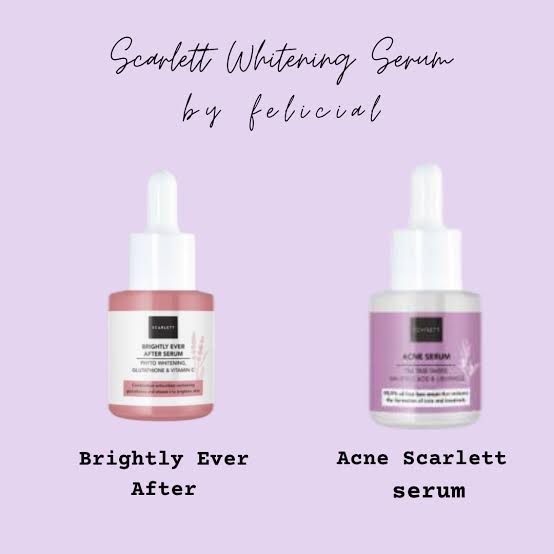 Scarlett Whitening Serum
by felicial
SCARLETT
BRIGHTLY EVER
AFTER SERUM
PHYTO WHITENING,
GLUTATHIONE & VITAMIN C
SCARLETT
ACNE SERUM
Brightly Ever
After
Acne Scarlett
serum